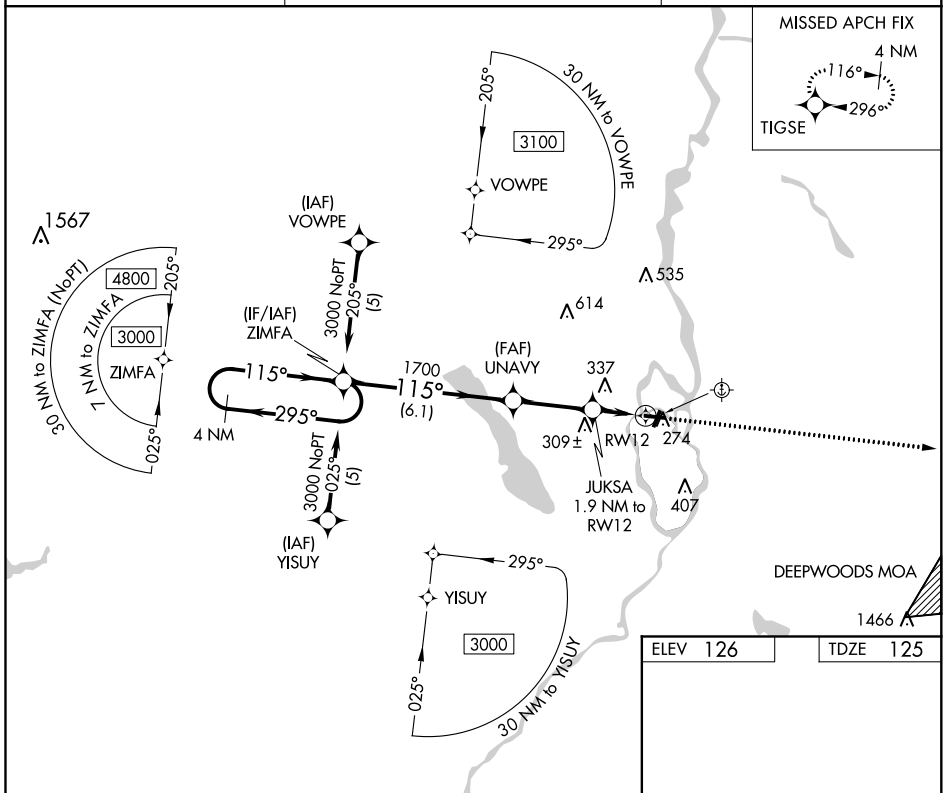 MISSED APCH FIX
4 NM
116°
296°
TIGSE
30 NM to VOWPE
205°
3100
VOWPE
295°
1567
(IAF)
VOWPE
30 NM to ZIMFA (NoPT)
4800
205°
7 NM to ZIMFA
3000
ZIMFA
025°
3000 NoPT
205°
(5)
(IF/IAF)
ZIMFA
535
614
(FAF)
UNAVY
337
115°
1700
115°
(6.1)
295°
4 NM
309±
RW12
274
3000 NoPT
025°
(5)
JUKSA
1.9 NM to
RW12
407
(IAF)
YISUY
295°
YISUY
3000
025°
30 NM to YISUY
DEEPWOODS MOA
1466
ELEV 126
TDZE 125